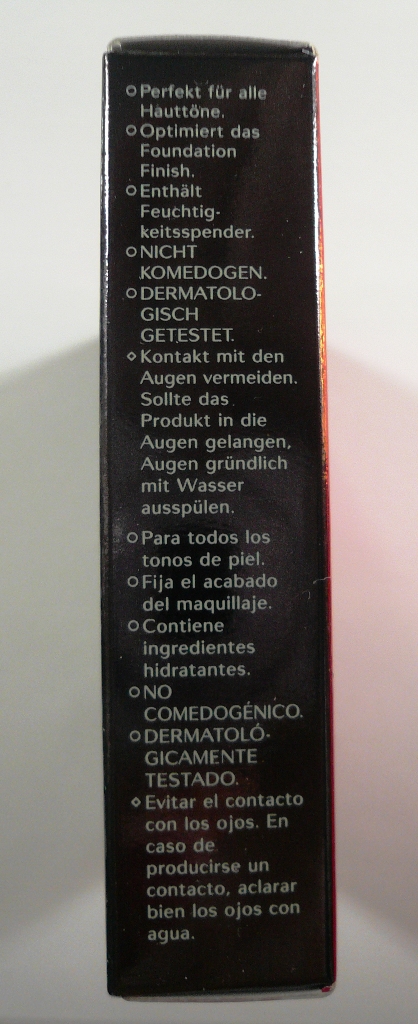 ○Perfekt für alle
Hauttöne.
○Optimiert das
Foundation
Finish.
○Enthält
Feuchtig-
keitsspender.
○NICHT
KOMEDOGEN.
○DERMATOLO-
GISCH
GETESTET.
◇Kontakt mit den
Augen vermeiden.
Sollte das
Produkt in die
Augen gelangen,
Augen gründlich
mit Wasser
ausspülen.
○Para todos los
tonos de piel.
○Fija el acabado
del maquillaje.
○Contiene
ingredientes
hidratantes.
○NO
COMEDOGÉNICO.
○DERMATOLÓ-
GICAMENTE
TESTADO.
◇Evitar el contacto
con los ojos. En
caso de
producirse un
contacto, aclarar
bien los ojos con
agua.